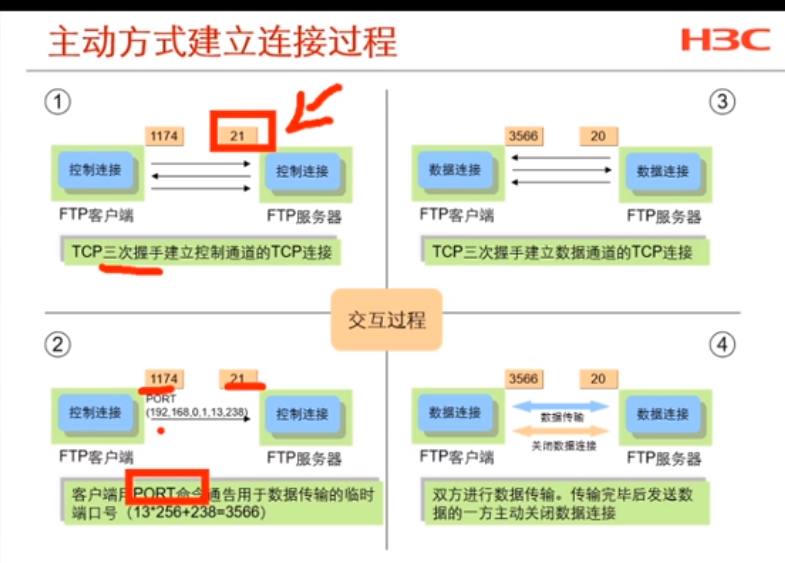 主动方式建立连接过程
H3C
①
1174
21
控制连接
控制连接
FTP客户端
FTP服务器
TCP三次握手建立控制通道的TCP连接
③
3566
20
数据连接
数据连接
FTP客户端
FTP服务器
TCP三次握手建立数据通道的TCP连接
交互过程
②
1174
21
PORT
(192,168,0,1,13,238)
控制连接
控制连接
FTP客户端
FTP服务器
客户端用PORT命令通告用于数据传输的临时
端口号（13*256+238=3566）
④
3566
20
数据连接
数据传输
关闭数据连接
数据连接
FTP客户端
FTP服务器
双方进行数据传输。传输完毕后发送数
据的一方主动关闭数据连接